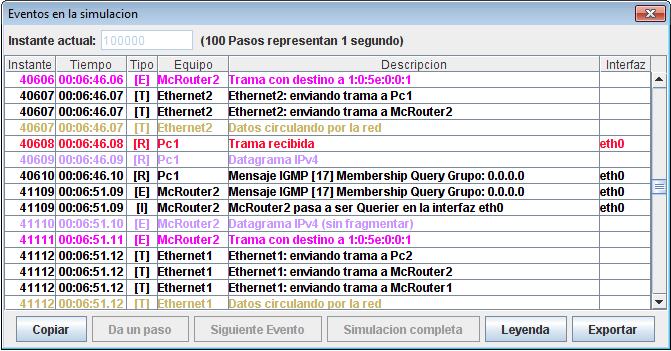 Eventos en la simulacion
Instante actual: 100000 (100 Pasos representan 1 segundo)
Instante Tiempo Tipo Equipo Descripcion Interfaz
40606 00:06:46.06 [E] McRouter2 Trama con destino a 1:0:5e:0:0:1
40607 00:06:46.07 [T] Ethernet2 Ethernet2: enviando trama a Pc1
40607 00:06:46.07 [T] Ethernet2 Ethernet2: enviando trama a McRouter2
40607 00:06:46.07 [T] Ethernet2 Datos circulando por la red
40608 00:06:46.08 [R] Pc1 Trama recibida eth0
40609 00:06:46.09 [R] Pc1 Datagrama IPv4
40610 00:06:46.10 [R] Pc1 Mensaje IGMP [17] Membership Query Grupo: 0.0.0.0 eth0
41109 00:06:51.09 [E] McRouter2 Mensaje IGMP [17] Membership Query Grupo: 0.0.0.0 eth0
41109 00:06:51.09 [I] McRouter2 McRouter2 pasa a ser Querier en la interfaz eth0 eth0
41110 00:06:51.10 [E] McRouter2 Datagrama IPv4 (sin fragmentar)
41111 00:06:51.11 [E] McRouter2 Trama con destino a 1:0:5e:0:0:1
41112 00:06:51.12 [T] Ethernet1 Ethernet1: enviando trama a Pc2
41112 00:06:51.12 [T] Ethernet1 Ethernet1: enviando trama a McRouter2
41112 00:06:51.12 [T] Ethernet1 Ethernet1: enviando trama a McRouter1
41112 00:06:51.12 [T] Ethernet1 Datos circulando por la red
Copiar Da un paso Siguiente Evento Simulacion completa Leyenda Exportar